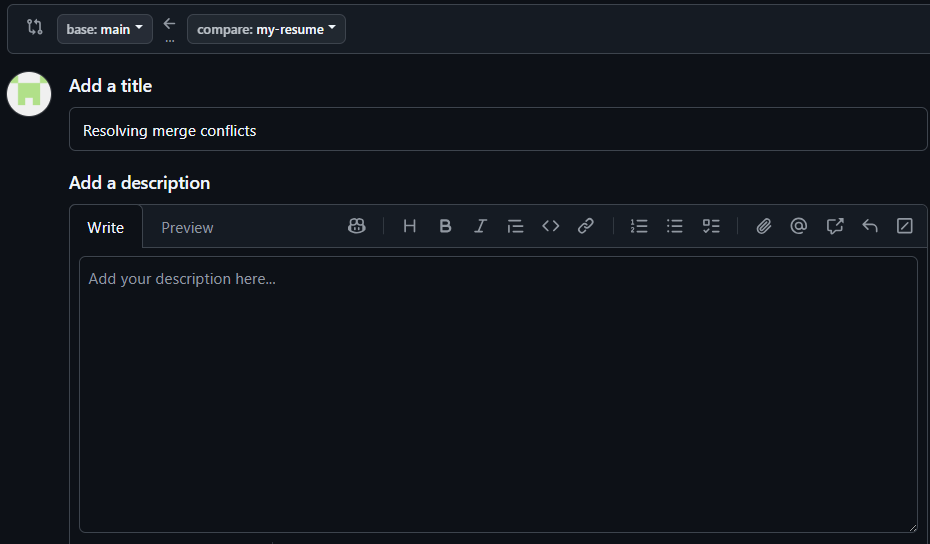 base: main compare: my-resume
...
Add a title
Resolving merge conflicts
Add a description
Write Preview
Add your description here...